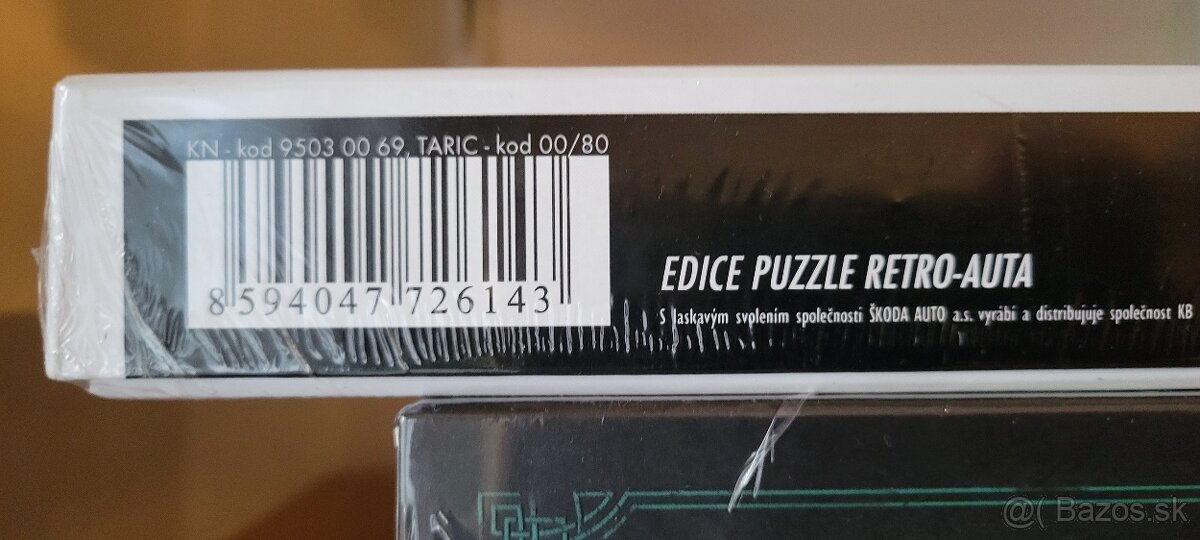 KN - kod 9503 00 69, TARIC - kod 00/80
8 594047 726143
EDICE PUZZLE RETRO-AUTA
S laskavým svolením společnosti ŠKODA AUTO a.s. vyrábí a distribuuje společnost KB
@( Bazos.sk